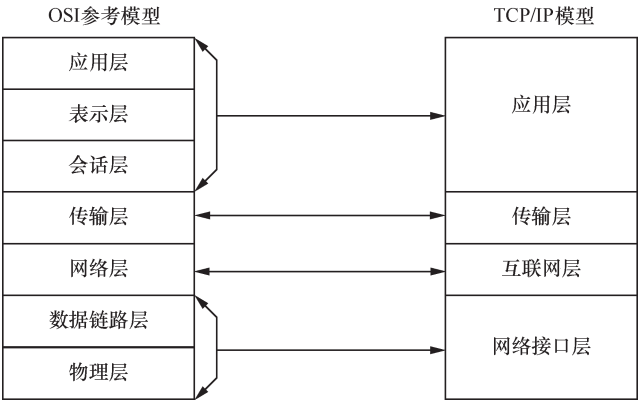 OSI参考模型
TCP/IP模型
应用层
表示层
会话层
传输层
网络层
数据链路层
物理层
应用层
传输层
互联网层
网络接口层